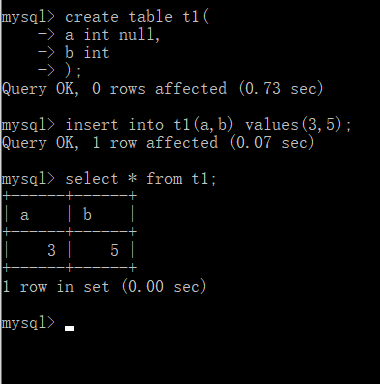 mysql> create table t1(
    -> a int null,
    -> b int
    -> );
Query OK, 0 rows affected (0.73 sec)
mysql> insert into t1(a,b) values(3,5);
Query OK, 1 row affected (0.07 sec)
mysql> select * from t1;
+------+------+
| a    | b    |
+------+------+
|    3 |    5 |
+------+------+
1 row in set (0.00 sec)
mysql>